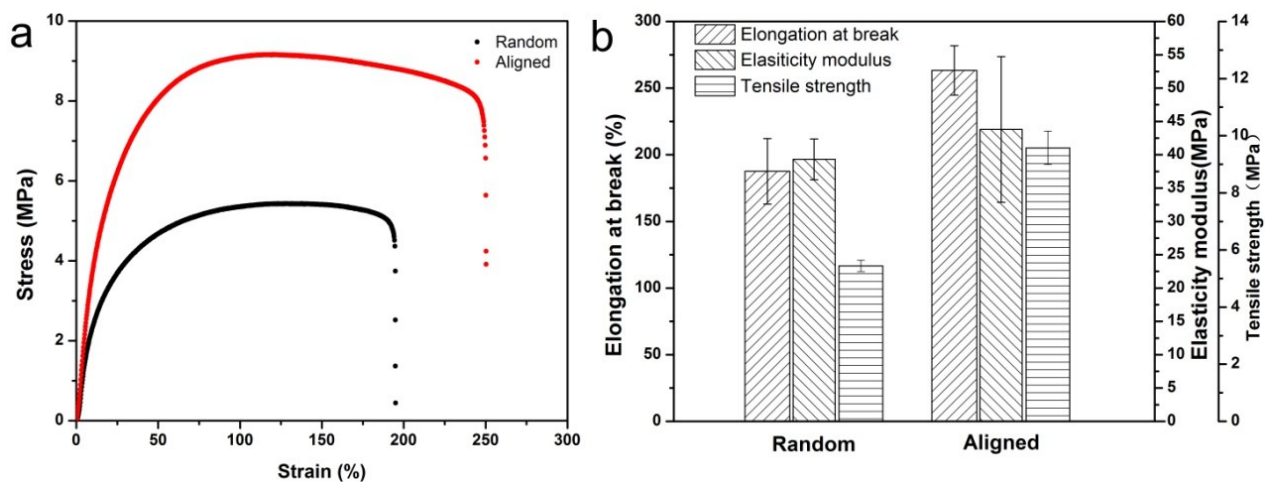 a
Random
Aligned
Stress (MPa)
10
8
6
4
2
0
0
50
100
150
200
250
300
Strain (%)
b
Elongation at break
Elasiticity modulus
Tensile strength
Elongation at break (%)
300
250
200
150
100
50
0
Random
Aligned
60
55
50
45
40
35
30
25
20
15
10
5
0
Elasticity modulus(MPa)
14
12
10
8
6
4
2
0
Tensile strength（MPa）